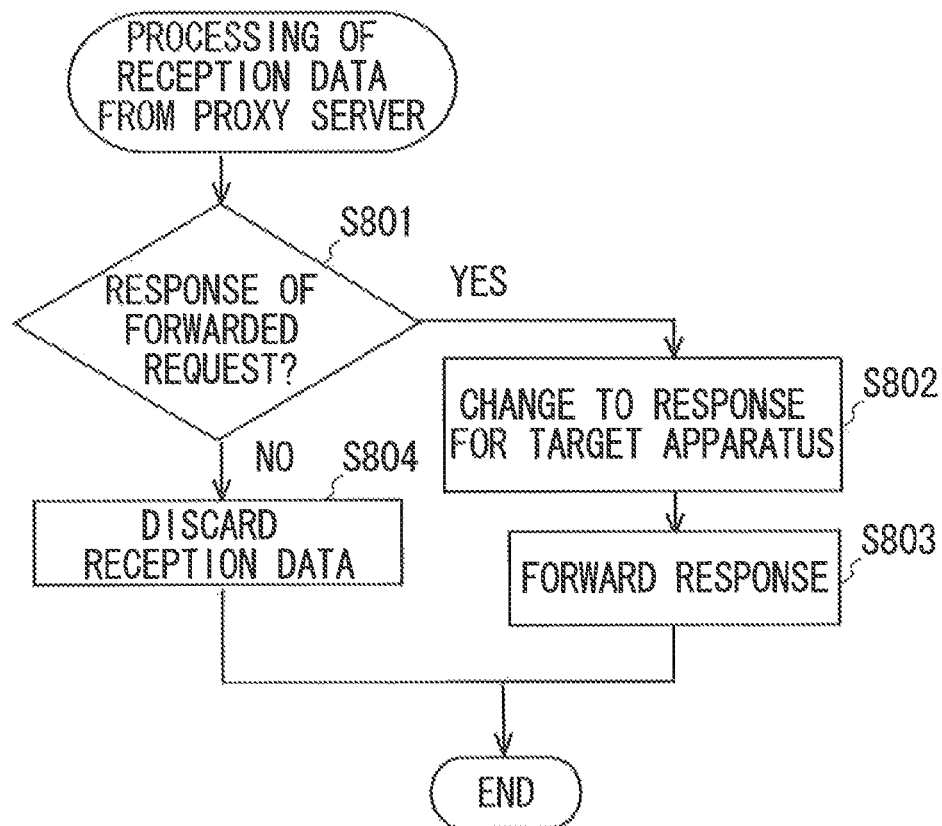 PROCESSING OF
RECEPTION DATA
FROM PROXY SERVER
S801
RESPONSE OF
FORWARDED
REQUEST?
YES
NO
S802
CHANGE TO RESPONSE
FOR TARGET APPARATUS
S804
DISCARD
RECEPTION DATA
S803
FORWARD RESPONSE
END